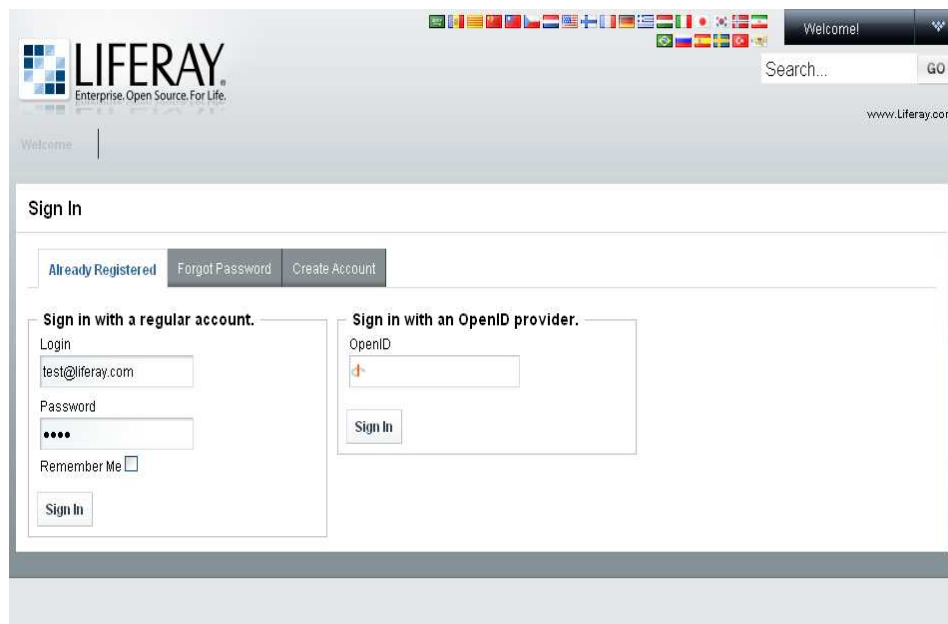 LIFERAY.
Enterprise. Open Source. For Life.
Welcome!
Search...
GO
www.Liferay.com
Welcome
Sign In
Already Registered
Forgot Password
Create Account
Sign in with a regular account.
Login
test@liferay.com
Password
••••
Remember Me
Sign In
Sign in with an OpenID provider.
OpenID
Sign In